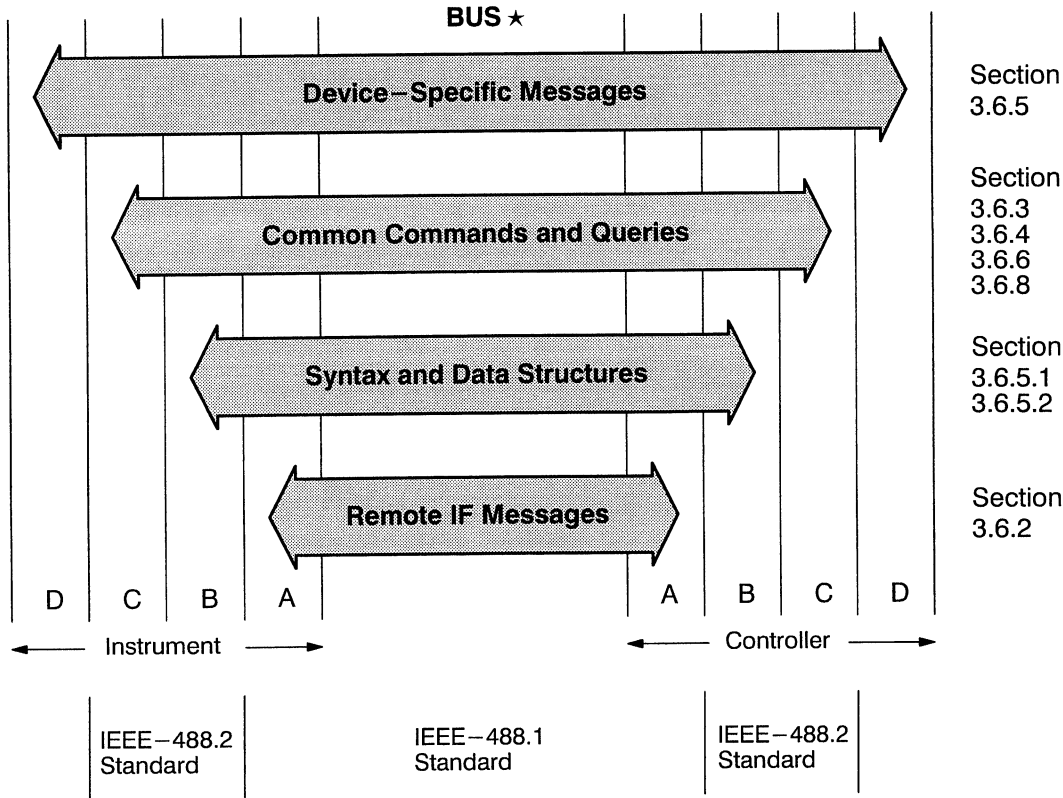 BUS ★
Device–Specific Messages
Section
3.6.5
Common Commands and Queries
Section
3.6.3
3.6.4
3.6.6
3.6.8
Syntax and Data Structures
Section
3.6.5.1
3.6.5.2
Remote IF Messages
Section
3.6.2
D C B A A B C D
Instrument Controller
IEEE–488.2
Standard
IEEE–488.1
Standard
IEEE–488.2
Standard